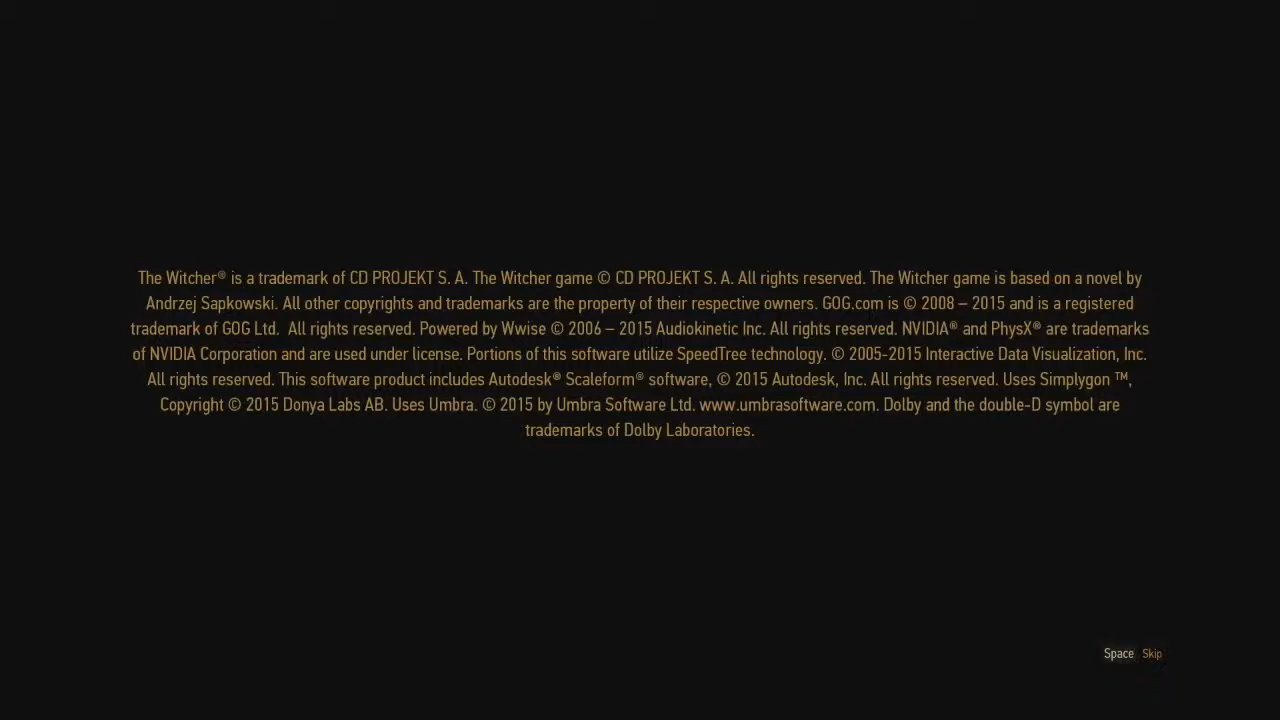 The Witcher® is a trademark of CD PROJEKT S. A. The Witcher game © CD PROJEKT S. A. All rights reserved. The Witcher game is based on a novel by
Andrzej Sapkowski. All other copyrights and trademarks are the property of their respective owners. GOG.com is © 2008 – 2015 and is a registered
trademark of GOG Ltd.  All rights reserved. Powered by Wwise © 2006 – 2015 Audiokinetic Inc. All rights reserved. NVIDIA® and PhysX® are trademarks
of NVIDIA Corporation and are used under license. Portions of this software utilize SpeedTree technology. © 2005-2015 Interactive Data Visualization, Inc.
All rights reserved. This software product includes Autodesk® Scaleform® software, © 2015 Autodesk, Inc. All rights reserved. Uses Simplygon ™,
Copyright © 2015 Donya Labs AB. Uses Umbra. © 2015 by Umbra Software Ltd. www.umbrasoftware.com. Dolby and the double-D symbol are
trademarks of Dolby Laboratories.
Space Skip